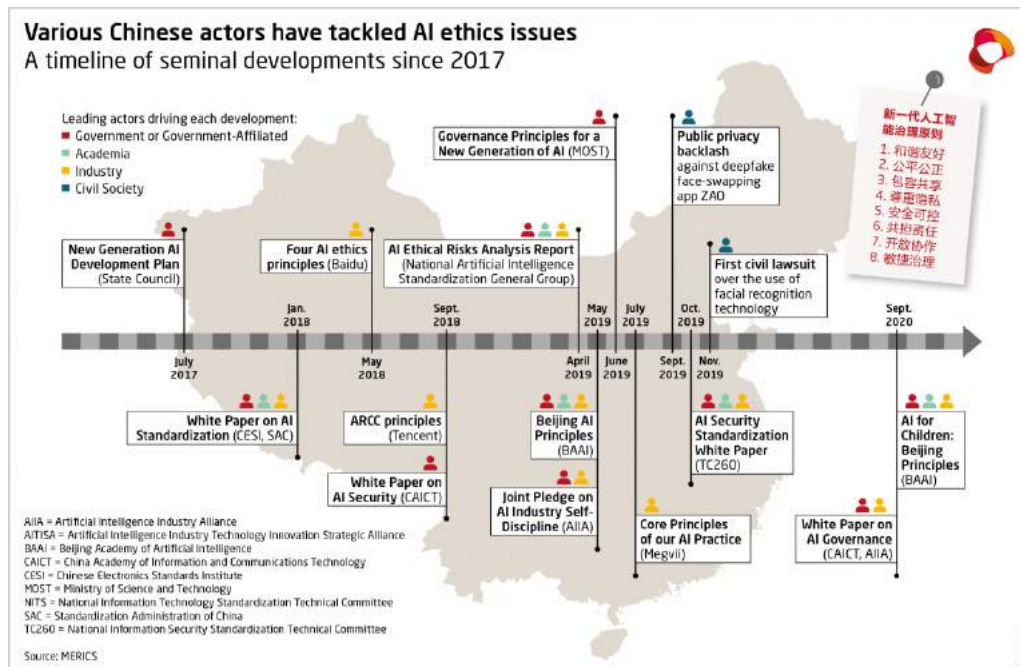 Various Chinese actors have tackled AI ethics issues
A timeline of seminal developments since 2017
Leading actors driving each development:
Government or Government-Affiliated
Academia
Industry
Civil Society
新一代人工智
能治理原则
1. 和谐友好
2. 公平公正
3. 包容共享
4. 尊重隐私
5. 安全可控
6. 共担责任
7. 开放协作
8. 敏捷治理
Governance Principles for a
New Generation of AI (MOST)
Public privacy
backlash
against deepfake
face-swapping
app ZAO
New Generation AI
Development Plan
(State Council)
Four AI ethics
principles (Baidu)
AI Ethical Risks Analysis Report
(National Artificial Intelligence
Standardization General Group)
First civil lawsuit
over the use of
facial recognition
technology
Jan.
2018
Sept.
2018
May
2019
July
2019
Oct.
2019
Sept.
2020
July
2017
May
2018
April
2019
June
2019
Sept.
2019
Nov.
2019
White Paper on AI
Standardization (CESI, SAC)
ARCC principles
(Tencent)
White Paper on
AI Security (CAICT)
Beijing AI
Principles
(BAAI)
Joint Pledge on
AI Industry Self-
Discipline (AIIA)
AI Security
Standardization
White Paper
(TC260)
Core Principles
of our AI Practice
(Megvii)
AI for
Children:
Beijing
Principles
(BAAI)
White Paper on
AI Governance
(CAICT, AIIA)
AIIA = Artificial Intelligence Industry Alliance
AITISA = Artificial Intelligence Industry Technology Innovation Strategic Alliance
BAAI = Beijing Academy of Artificial Intelligence
CAICT = China Academy of Information and Communications Technology
CESI = Chinese Electronics Standards Institute
MOST = Ministry of Science and Technology
NITS = National Information Technology Standardization Technical Committee
SAC = Standardization Administration of China
TC260 = National Information Security Standardization Technical Committee
Source: MERICS